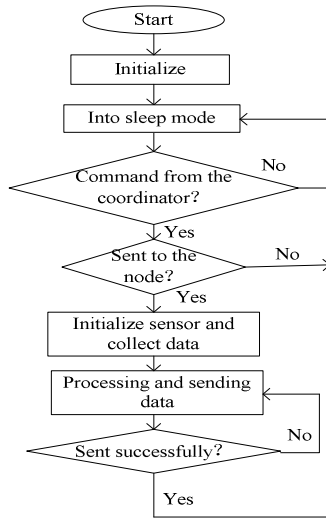 Start
Initialize
Into sleep mode
No
Command from the
coordinator?
Yes
Sent to the
node?
No
Yes
Initialize sensor and
collect data
Processing and sending
data
No
Sent successfully?
Yes